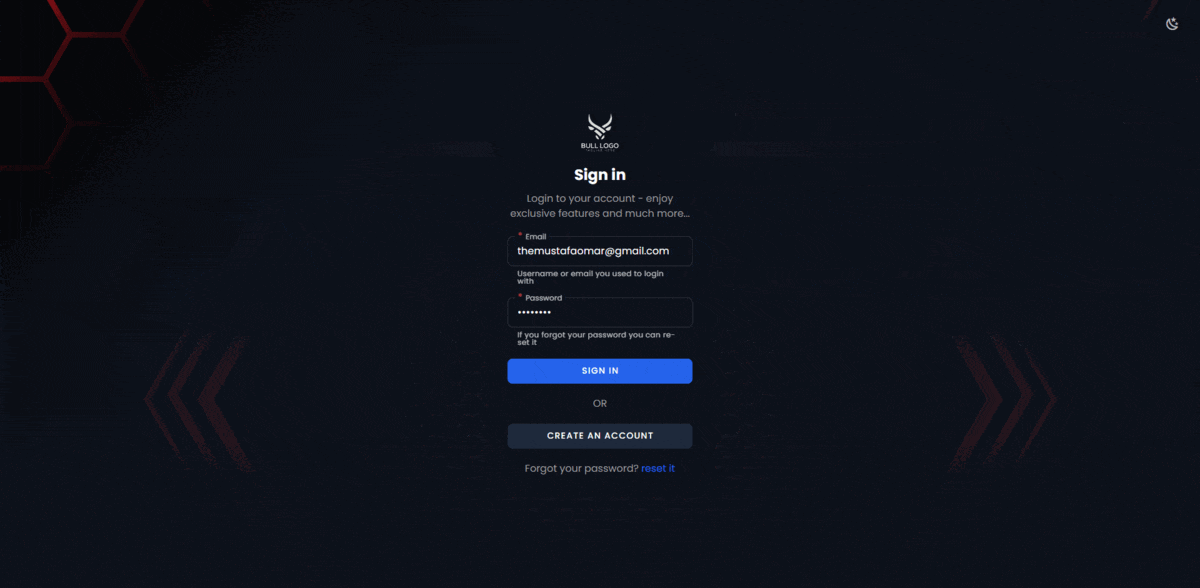 BULL LOGO
Sign in
Login to your account - enjoy
exclusive features and much more...
* Email
themustafaomar@gmail.com
Username or email you used to login
with
* Password
••••••••
If you forgot your password you can re-
set it
SIGN IN
OR
CREATE AN ACCOUNT
Forgot your password? reset it